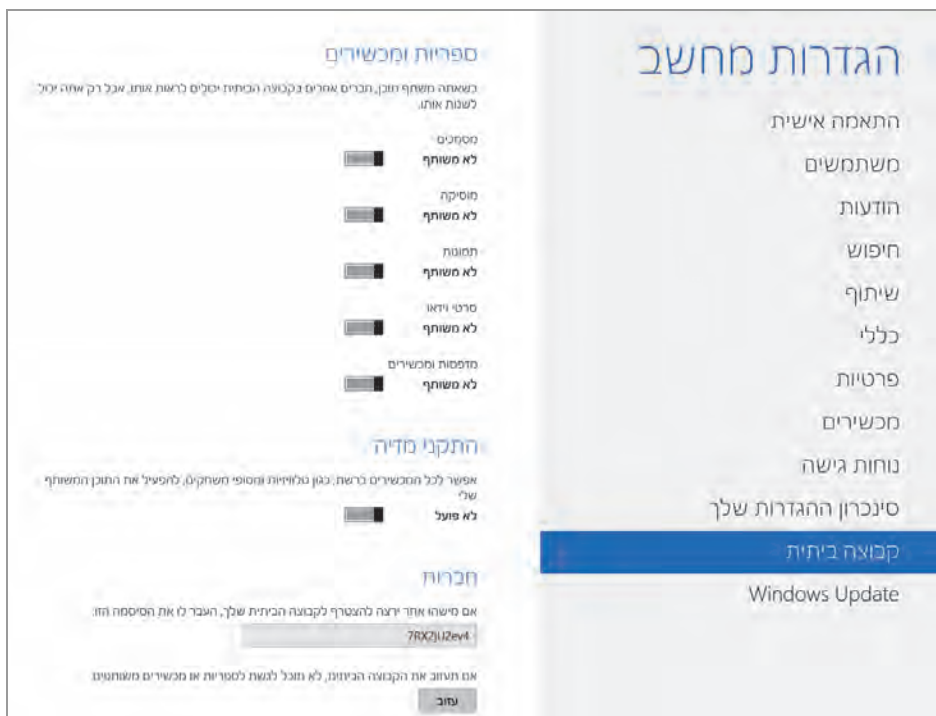 הגדרות מחשב
התאמה אישית
משתמשים
הודעות
חיפוש
שיתוף
כללי
פרטיות
מכשירים
נוחות גישה
סינכרון ההגדרות שלך
קבוצה ביתית
Windows Update
ספריות ומכשירים
כשאתה משתף תוכן, חברים אחרים בקבוצה הביתית יכולים לראות אותו, אבל רק אתה יכול
לשנות אותו.
מסמכים
לא משותף
מוסיקה
לא משותף
תמונות
לא משותף
סרטי וידאו
לא משותף
מדפסות ומכשירים
לא משותף
התקני מדיה
אפשר לכל המכשירים ברשת, כגון טלוויזיות ומסופי משחקים, להפעיל את התוכן המשותף
שלי
לא פועל
חברות
אם מישהו אחר ירצה להצטרף לקבוצה הביתית שלך, העבר לו את הסיסמה הזו:
אם תעזוב את הקבוצה הביתית, לא תוכל לגשת לספריות או מכשירים משותפים.
עזוב